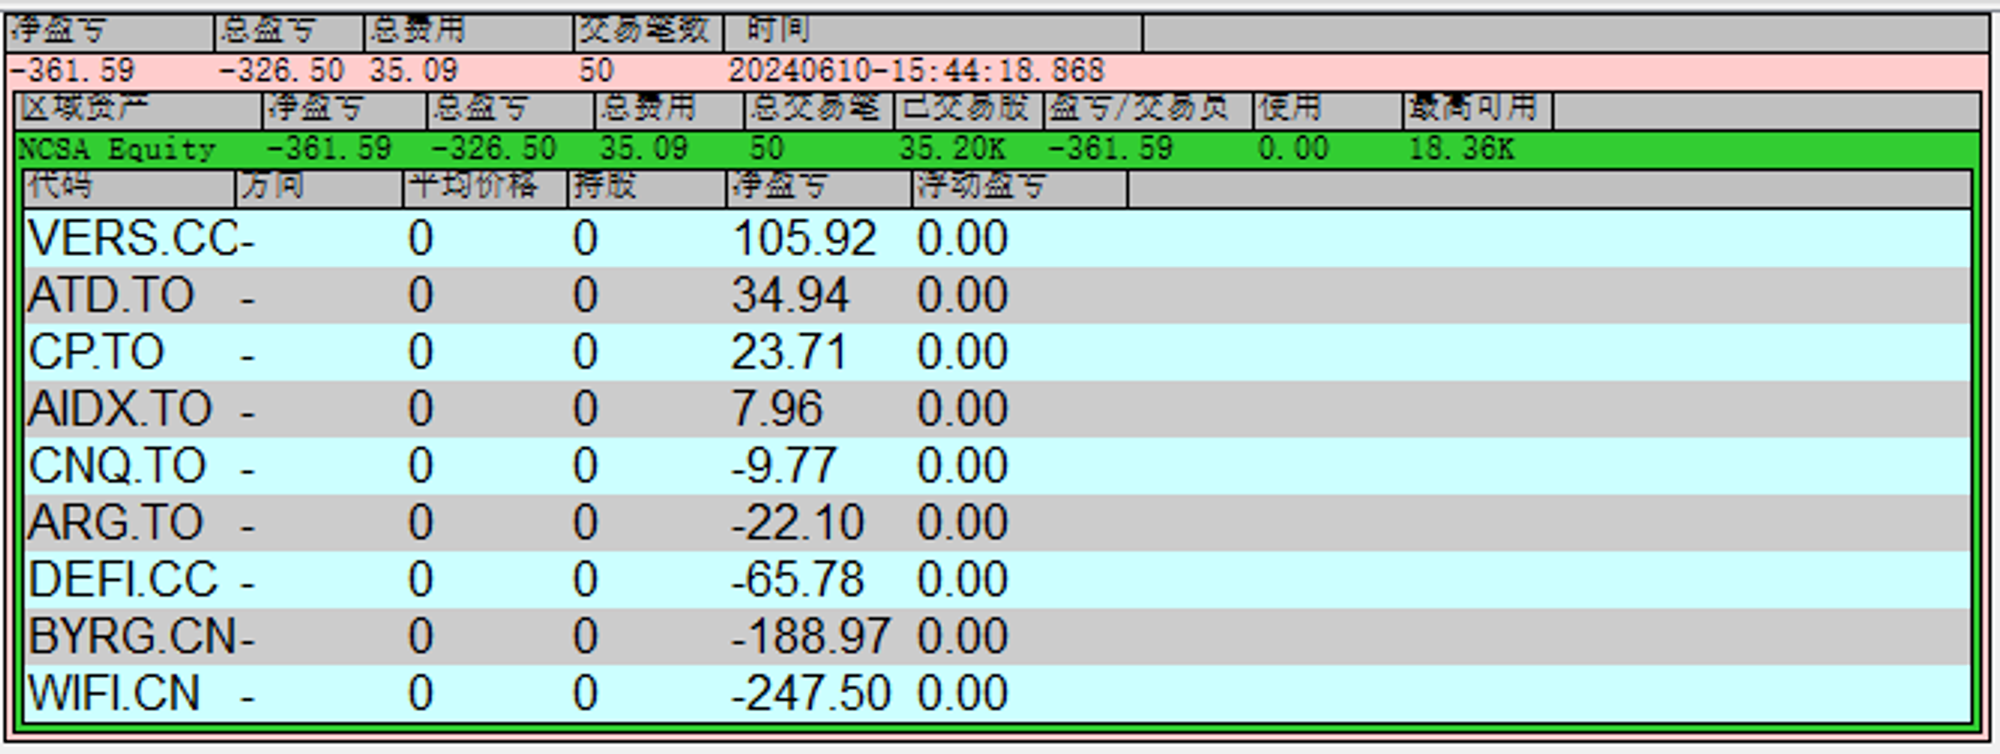 净盈亏 总盈亏 总费用 交易笔数 时间
-361.59 -326.50 35.09 50 20240610-15:44:18.868
区域资产 净盈亏 总盈亏 总费用 总交易笔 已交易股 盈亏/交易员 使用 最高可用
NCSA Equity -361.59 -326.50 35.09 50 35.20K -361.59 0.00 18.36K
代码 方向 平均价格 持股 净盈亏 浮动盈亏
VERS.CC - 0 0 105.92 0.00
ATD.TO - 0 0 34.94 0.00
CP.TO - 0 0 23.71 0.00
AIDX.TO - 0 0 7.96 0.00
CNQ.TO - 0 0 -9.77 0.00
ARG.TO - 0 0 -22.10 0.00
DEFI.CC - 0 0 -65.78 0.00
BYRG.CN - 0 0 -188.97 0.00
WIFI.CN - 0 0 -247.50 0.00